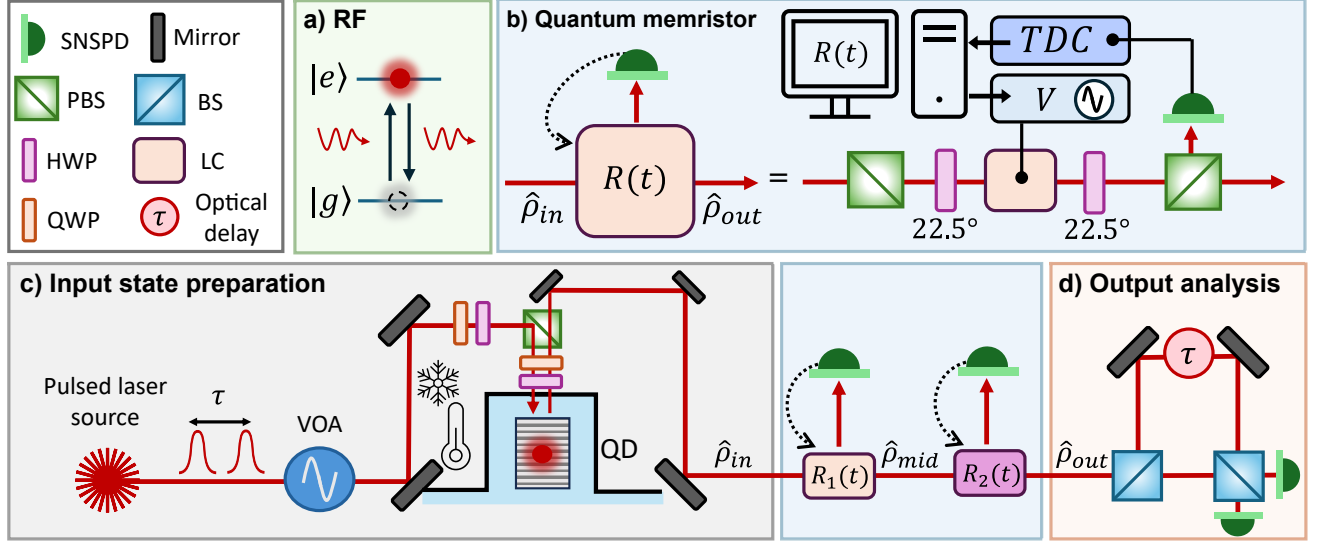 SNSPD
Mirror
PBS
BS
HWP
LC
QWP
τ
Optical
delay
a) RF
|e⟩
|g⟩
b) Quantum memristor
R(t)
ρ̂in
ρ̂out
=
R(t)
TDC
V
22.5°
22.5°
c) Input state preparation
Pulsed laser
source
τ
VOA
QD
ρ̂in
R1(t)
ρ̂mid
R2(t)
ρ̂out
d) Output analysis
τ